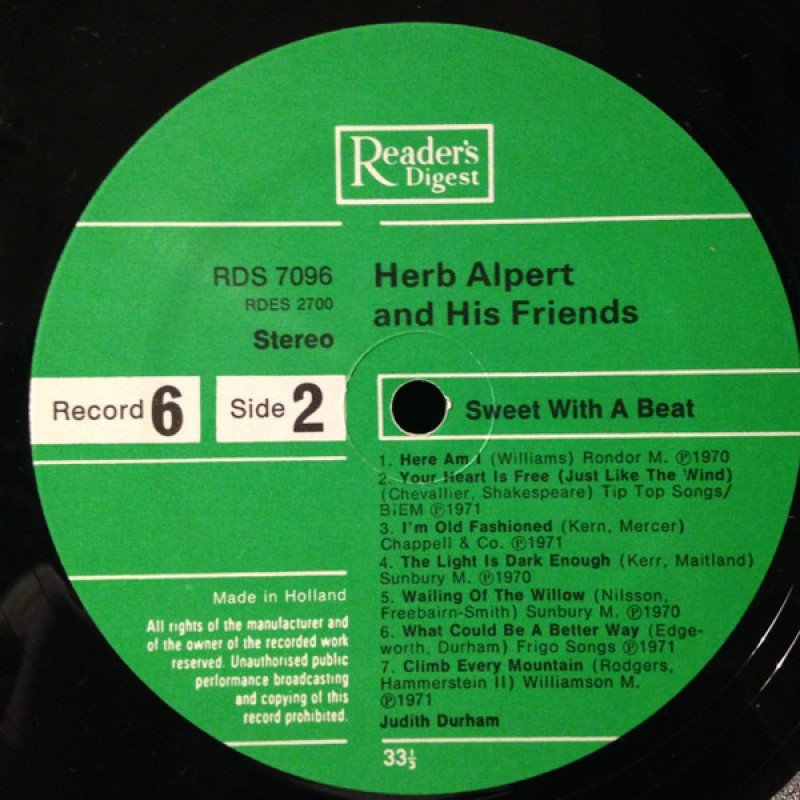 Reader's
Digest
RDS 7096
RDES 2700
Stereo
Herb Alpert
and His Friends
Record 6
Side 2
Sweet With A Beat
1. Here Am I (Williams) Rondor M. ℗1970
2. Your Heart Is Free (Just Like The Wind)
(Chevallier, Shakespeare) Tip Top Songs/
BIEM ℗1971
3. I'm Old Fashioned (Kern, Mercer)
Chappell & Co. ℗1971
4. The Light Is Dark Enough (Kerr, Maitland)
Sunbury M. ℗1970
5. Wailing Of The Willow (Nilsson,
Freebairn-Smith) Sunbury M. ℗1970
6. What Could Be A Better Way (Edge-
worth, Durham) Frigo Songs ℗1971
7. Climb Every Mountain (Rodgers,
Hammerstein II) Williamson M.
℗1971
Judith Durham
Made in Holland
All rights of the manufacturer and
of the owner of the recorded work
reserved. Unauthorised public
performance broadcasting
and copying of this
record prohibited.
33⅓